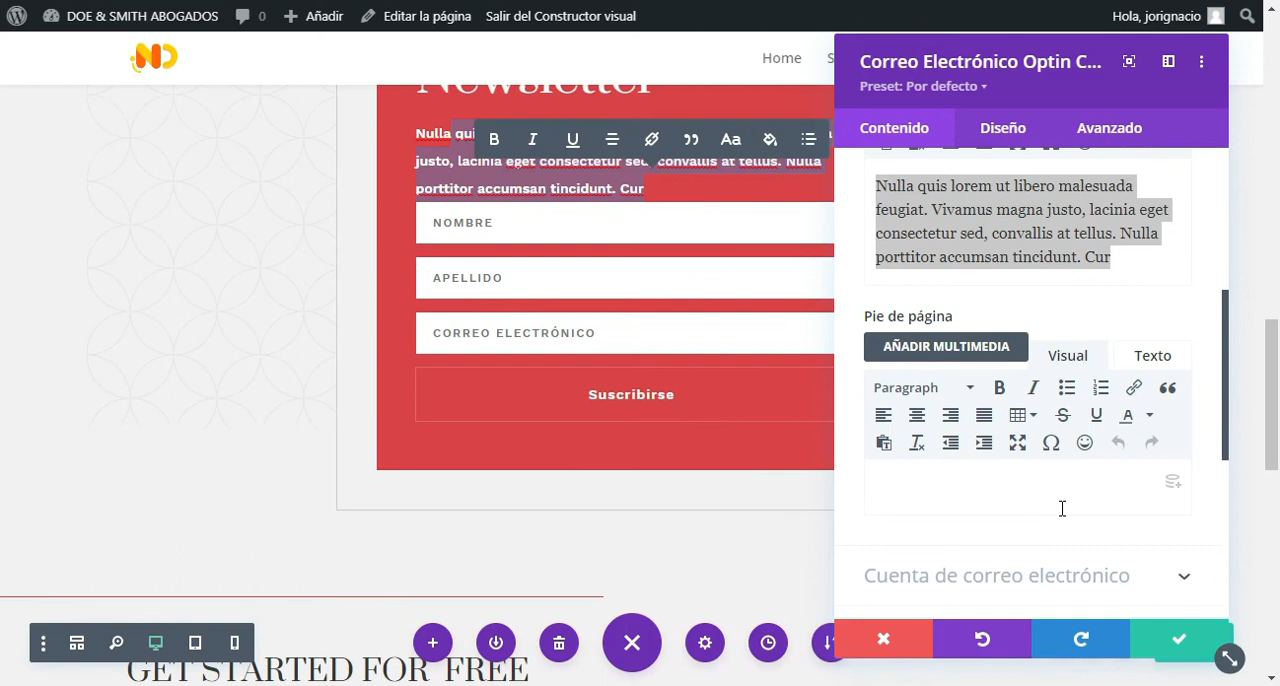 DOE & SMITH ABOGADOS
0
Añadir
Editar la página
Salir del Constructor visual
Hola, jorignacio
ND
Home
S
Newsletter
Nulla qui
justo, lacinia eget consectetur sed, convallis at tellus. Nulla
porttitor accumsan tincidunt. Cur
NOMBRE
APELLIDO
CORREO ELECTRÓNICO
Suscribirse
GET STARTED FOR FREE
Correo Electrónico Optin C...
Preset: Por defecto
Contenido
Diseño
Avanzado
Nulla quis lorem ut libero malesuada
feugiat. Vivamus magna justo, lacinia eget
consectetur sed, convallis at tellus. Nulla
porttitor accumsan tincidunt. Cur
Pie de página
AÑADIR MULTIMEDIA
Visual
Texto
Paragraph
Cuenta de correo electrónico